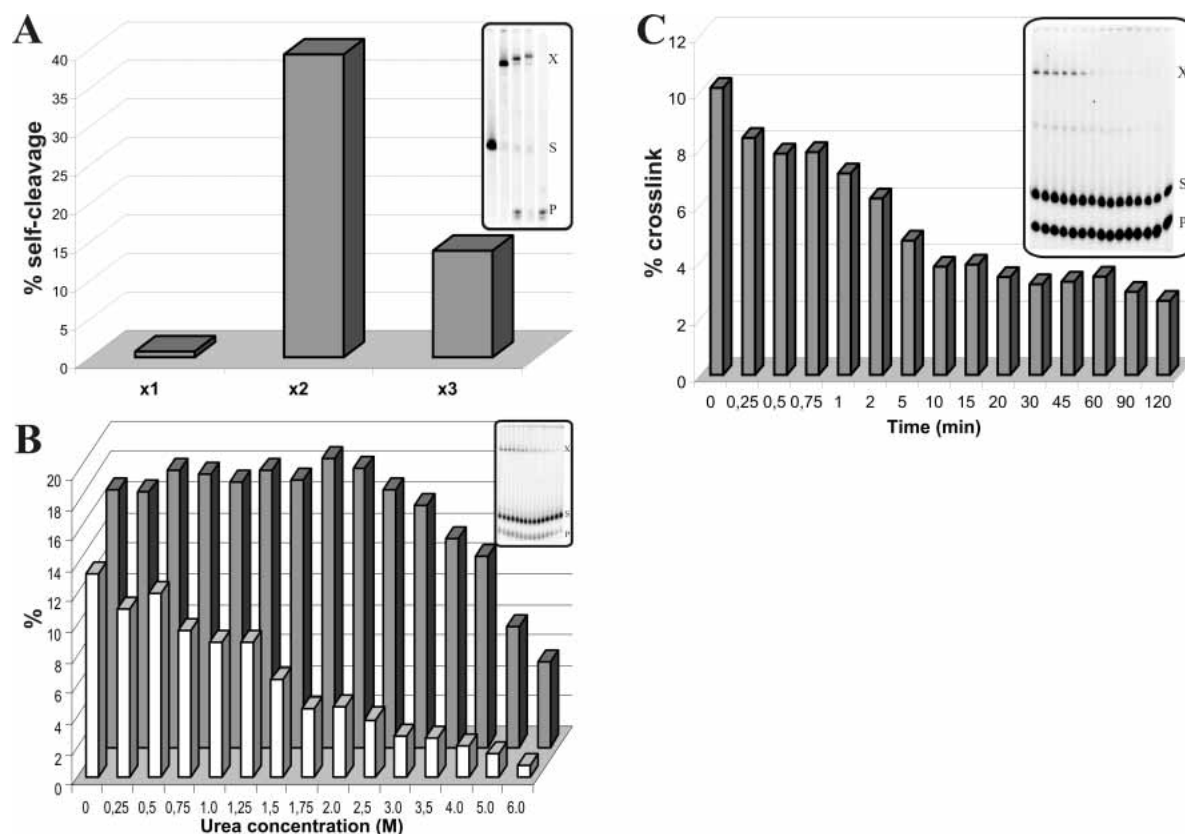 A
% self-cleavage
40
35
30
25
20
15
10
5
0
x1 x2 x3
X
S
P
C
% crosslink
12
10
8
6
4
2
0
0 0,25 0,5 0,75 1 2 5 10 15 20 30 45 60 90 120
Time (min)
X
S
P
B
%
20
18
16
14
12
10
8
6
4
2
0
0 0,25 0,5 0,75 1.0 1,25 1,5 1,75 2.0 2,5 3.0 3,5 4.0 5.0 6.0
Urea concentration (M)
X
S
P